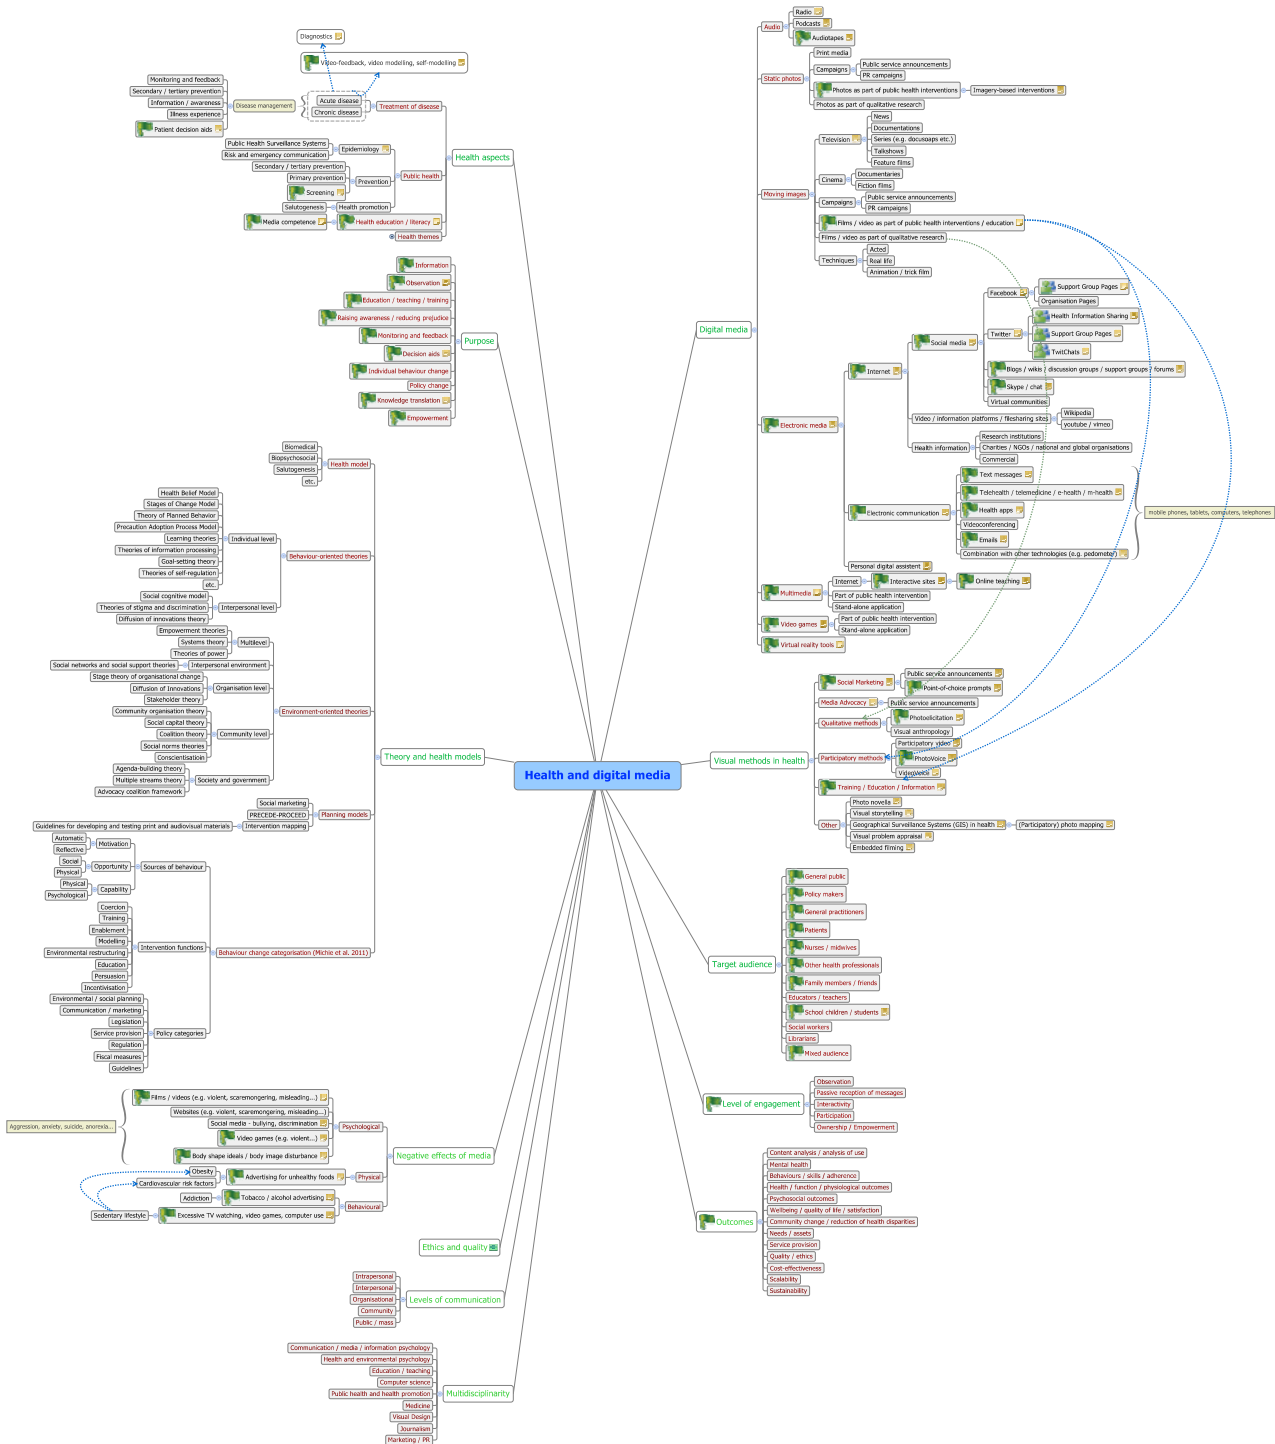 Health and digital media
Health aspects
Treatment of disease
Acute disease
Chronic disease
Diagnostics
Video-feedback, video modelling, self-modelling
Disease management
Monitoring and feedback
Secondary / tertiary prevention
Information / awareness
Illness experience
Patient decision aids
Public health
Epidemiology
Public Health Surveillance Systems
Risk and emergency communication
Prevention
Secondary / tertiary prevention
Primary prevention
Screening
Health promotion
Salutogenesis
Health education / literacy
Media competence
Health themes
Purpose
Information
Observation
Education / teaching / training
Raising awareness / reducing prejudice
Monitoring and feedback
Decision aids
Individual behaviour change
Policy change
Knowledge translation
Empowerment
Theory and health models
Health model
Biomedical
Biopsychosocial
Salutogenesis
etc.
Behaviour-oriented theories
Individual level
Health Belief Model
Stages of Change Model
Theory of Planned Behavior
Precaution Adoption Process Model
Learning theories
Theories of information processing
Goal-setting theory
Theories of self-regulation
etc.
Interpersonal level
Social cognitive model
Theories of stigma and discrimination
Diffusion of innovations theory
Environment-oriented theories
Multilevel
Empowerment theories
Systems theory
Theories of power
Interpersonal environment
Social networks and social support theories
Organisation level
Stage theory of organisational change
Diffusion of Innovations
Stakeholder theory
Community level
Community organisation theory
Social capital theory
Coalition theory
Social norms theories
Conscientisation
Society and government
Agenda-building theory
Multiple streams theory
Advocacy coalition framework
Planning models
Social marketing
PRECEDE-PROCEED
Intervention mapping
Guidelines for developing and testing print and audiovisual materials
Behaviour change categorisation (Michie et al. 2011)
Sources of behaviour
Motivation
Automatic
Reflective
Opportunity
Social
Physical
Capability
Physical
Psychological
Intervention functions
Coercion
Training
Enablement
Modelling
Environmental restructuring
Education
Persuasion
Incentivisation
Policy categories
Environmental / social planning
Communication / marketing
Legislation
Service provision
Regulation
Fiscal measures
Guidelines
Negative effects of media
Psychological
Films / videos (e.g. violent, scaremongering, misleading...)
Websites (e.g. violent, scaremongering, misleading...)
Social media - bullying, discrimination
Video games (e.g. violent...)
Body shape ideals / body image disturbance
Aggression, anxiety, suicide, anorexia...
Physical
Advertising for unhealthy foods
Obesity
Cardiovascular risk factors
Behavioural
Tobacco / alcohol advertising
Addiction
Excessive TV watching, video games, computer use
Sedentary lifestyle
Ethics and quality
Levels of communication
Intrapersonal
Interpersonal
Organisational
Community
Public / mass
Multidisciplinarity
Communication / media / information psychology
Health and environmental psychology
Education / teaching
Computer science
Public health and health promotion
Medicine
Visual Design
Journalism
Marketing / PR
Digital media
Audio
Radio
Podcasts
Audiotapes
Static photos
Print media
Campaigns
Public service announcements
PR campaigns
Photos as part of public health interventions
Imagery-based interventions
Photos as part of qualitative research
Moving images
Television
News
Documentations
Series (e.g. docusoaps etc.)
Talkshows
Feature films
Cinema
Documentaries
Fiction films
Campaigns
Public service announcements
PR campaigns
Films / video as part of public health interventions / education
Films / video as part of qualitative research
Techniques
Acted
Real life
Animation / trick film
Electronic media
Internet
Social media
Facebook
Support Group Pages
Organisation Pages
Twitter
Health Information Sharing
Support Group Pages
TwitChats
Blogs / wikis / discussion groups / support groups / forums
Skype / chat
Virtual communities
Video / information platforms / filesharing sites
Wikipedia
youtube / vimeo
Health information
Research institutions
Charities / NGOs / national and global organisations
Commercial
Electronic communication
Text messages
Telehealth / telemedicine / e-health / m-health
Health apps
Videoconferencing
Emails
Combination with other technologies (e.g. pedometer)
mobile phones, tablets, computers, telephones
Personal digital assistent
Multimedia
Internet
Interactive sites
Online teaching
Part of public health intervention
Stand-alone application
Video games
Part of public health intervention
Stand-alone application
Virtual reality tools
Visual methods in health
Social Marketing
Public service announcements
Point-of-choice prompts
Media Advocacy
Public service announcements
Qualitative methods
Photoelicitation
Visual anthropology
Participatory methods
Participatory video
PhotoVoice
VideoVoice
Training / Education / Information
Other
Photo novella
Visual storytelling
Geographical Surveillance Systems (GIS) in health
(Participatory) photo mapping
Visual problem appraisal
Embedded filming
Target audience
General public
Policy makers
General practitioners
Patients
Nurses / midwives
Other health professionals
Family members / friends
Educators / teachers
School children / students
Social workers
Librarians
Mixed audience
Level of engagement
Observation
Passive reception of messages
Interactivity
Participation
Ownership / Empowerment
Outcomes
Content analysis / analysis of use
Mental health
Behaviours / skills / adherence
Health / function / physiological outcomes
Psychosocial outcomes
Wellbeing / quality of life / satisfaction
Community change / reduction of health disparities
Needs / assets
Service provision
Quality / ethics
Cost-effectiveness
Scalability
Sustainability